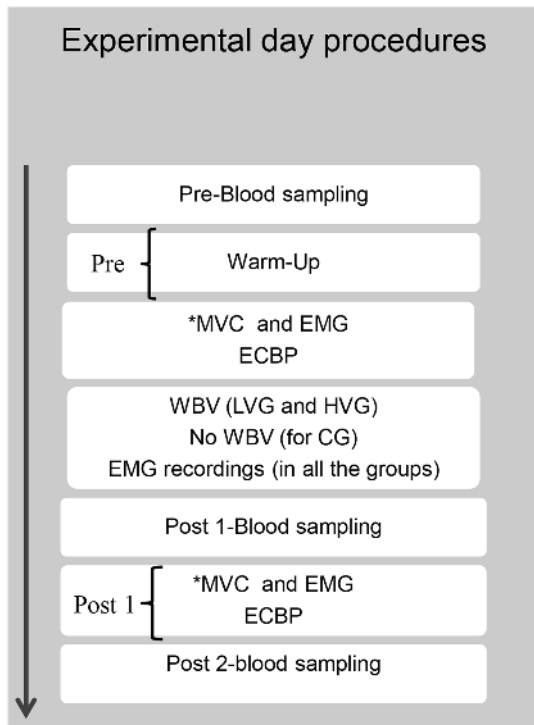 Experimental day procedures
Pre-Blood sampling
Pre
Warm-Up
*MVC and EMG
ECBP
WBV (LVG and HVG)
No WBV (for CG)
EMG recordings (in all the groups)
Post 1-Blood sampling
Post 1
*MVC and EMG
ECBP
Post 2-blood sampling